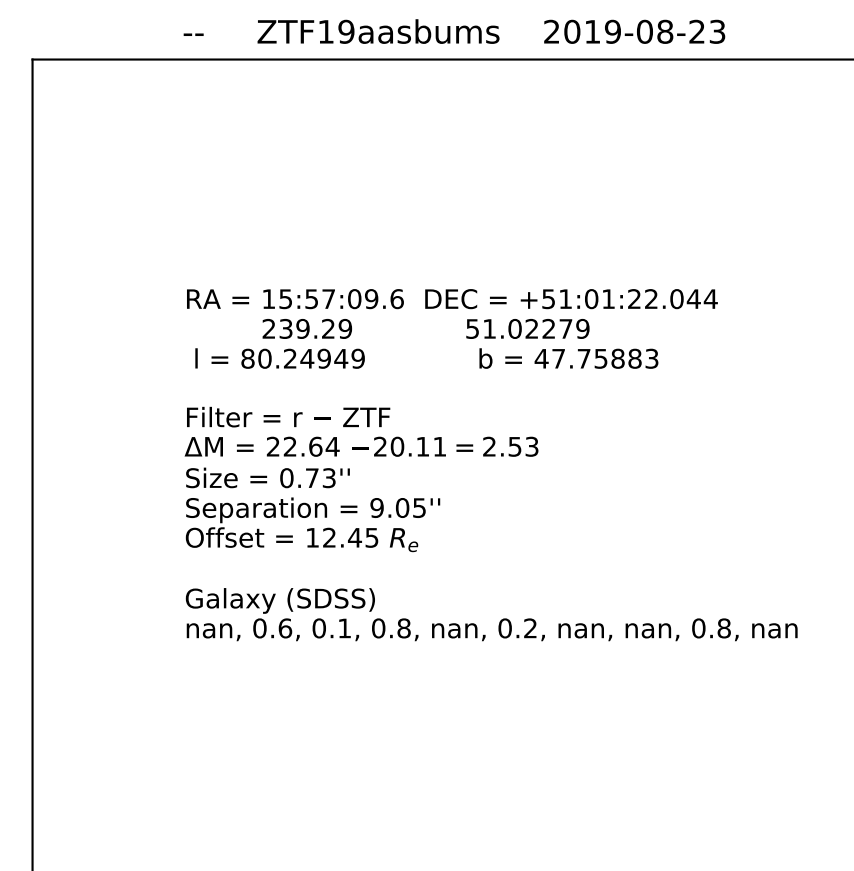 -- ZTF19aasbums 2019-08-23
RA = 15:57:09.6 DEC = +51:01:22.044
239.29 51.02279
l = 80.24949 b = 47.75883
Filter = r − ZTF
ΔM = 22.64 −20.11 = 2.53
Size = 0.73''
Separation = 9.05''
Offset = 12.45 Re
Galaxy (SDSS)
nan, 0.6, 0.1, 0.8, nan, 0.2, nan, nan, 0.8, nan